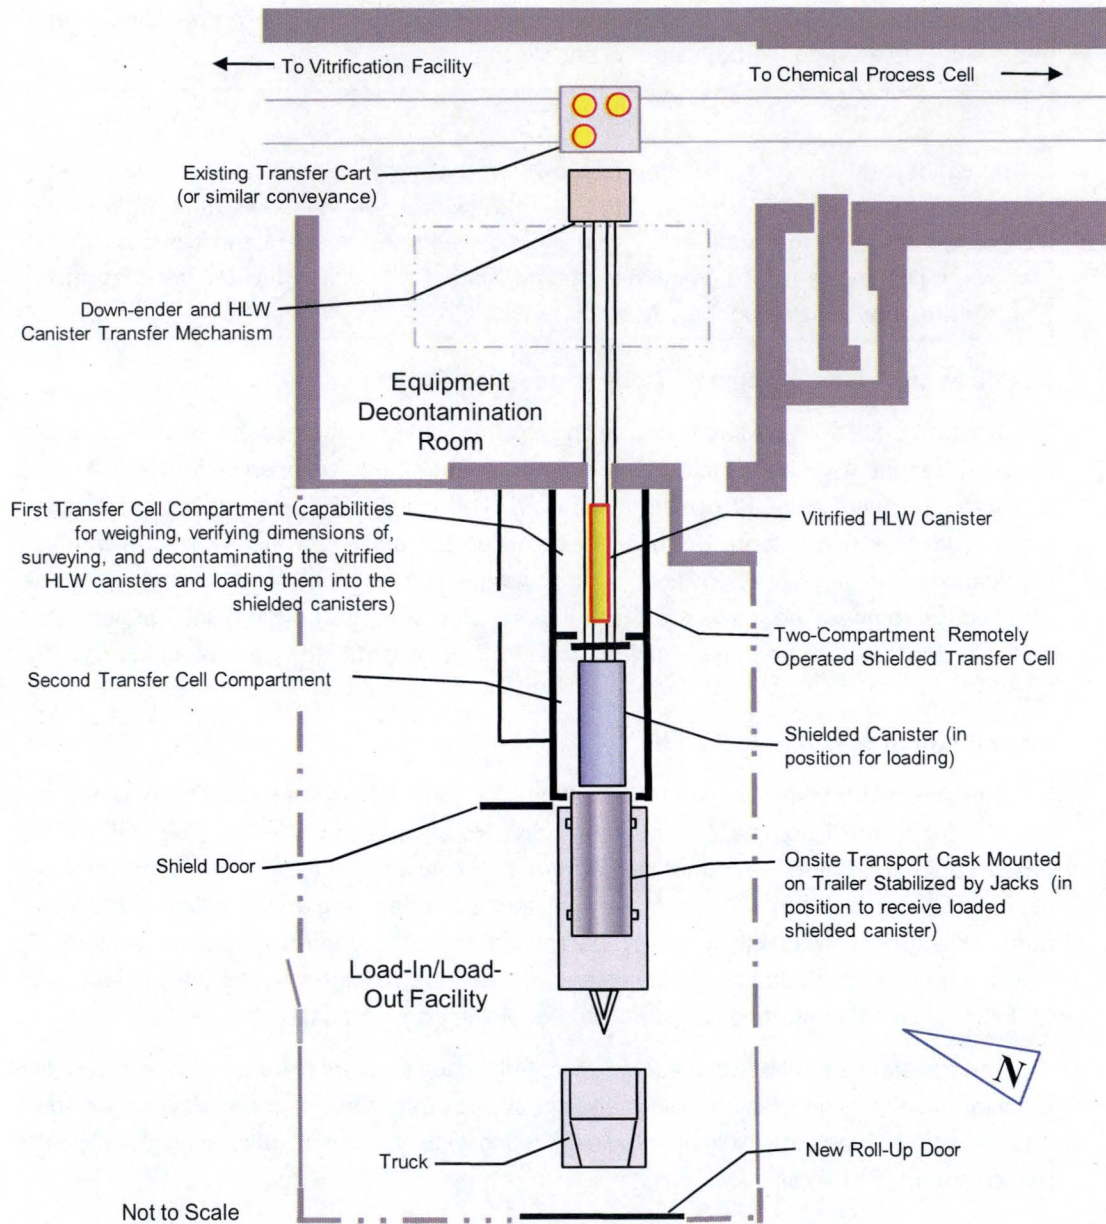 To Vitrification Facility
To Chemical Process Cell
Existing Transfer Cart
(or similar conveyance)
Down-ender and HLW
Canister Transfer Mechanism
Equipment
Decontamination
Room
First Transfer Cell Compartment (capabilities
for weighing, verifying dimensions of,
surveying, and decontaminating the vitrified
HLW canisters and loading them into the
shielded canisters)
Vitrified HLW Canister
Two-Compartment Remotely
Operated Shielded Transfer Cell
Second Transfer Cell Compartment
Shielded Canister (in
position for loading)
Shield Door
Onsite Transport Cask Mounted
on Trailer Stabilized by Jacks (in
position to receive loaded
shielded canister)
Load-In/Load-
Out Facility
N
Truck
New Roll-Up Door
Not to Scale